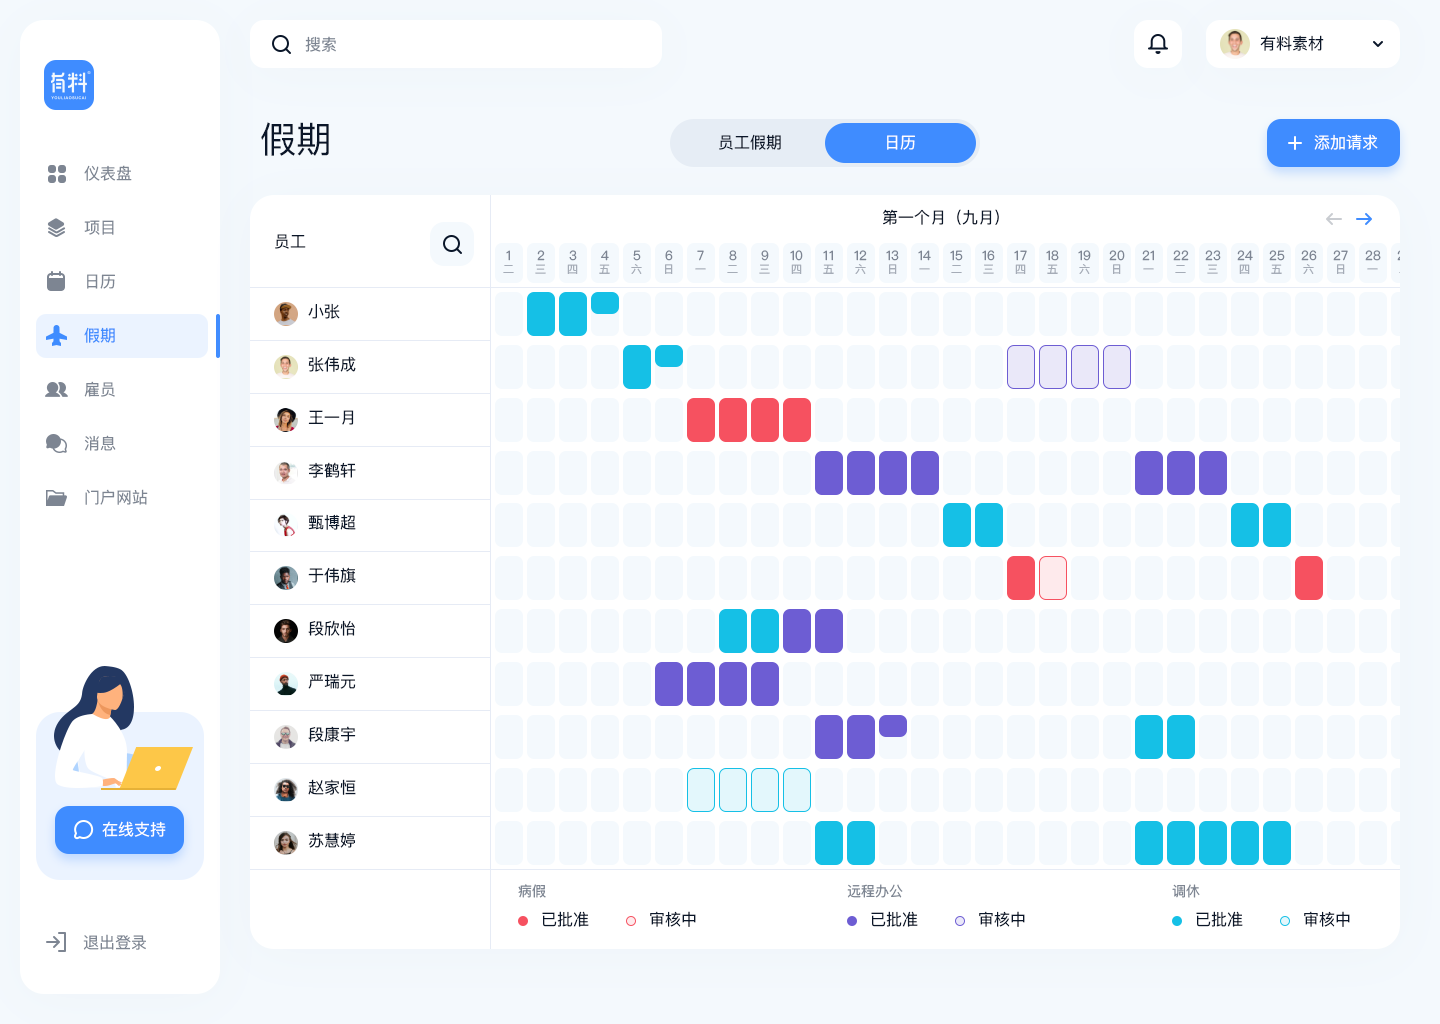 有料
YOULIAOSUCAI
仪表盘
项目
日历
假期
雇员
消息
门户网站
在线支持
退出登录
搜索
有料素材
假期
员工假期
日历
添加请求
员工
第一个月（九月）
1 2 3 4 5 6 7 8 9 10 11 12 13 14 15 16 17 18 19 20 21 22 23 24 25 26 27 28
二 三 四 五 六 日 一 二 三 四 五 六 日 一 二 三 四 五 六 日 一 二 三 四 五 六 日 一
小张
张伟成
王一月
李鹤轩
甄博超
于伟旗
段欣怡
严瑞元
段康宇
赵家恒
苏慧婷
病假
已批准 审核中
远程办公
已批准 审核中
调休
已批准 审核中